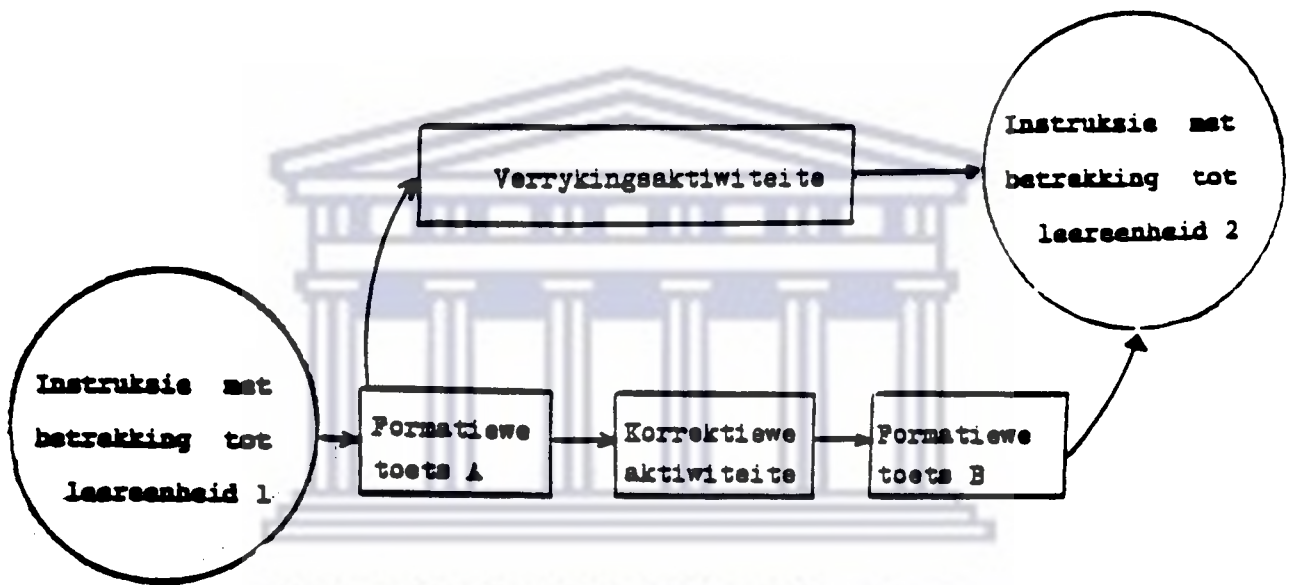 Instruksie met
betrekking tot
leereenheid 1
Formatiewe
toets A
Verrykingsaktiwiteite
Korrektiewe
aktiwiteite
Formatiewe
toets B
Instruksie met
betrekking tot
leereenheid 2